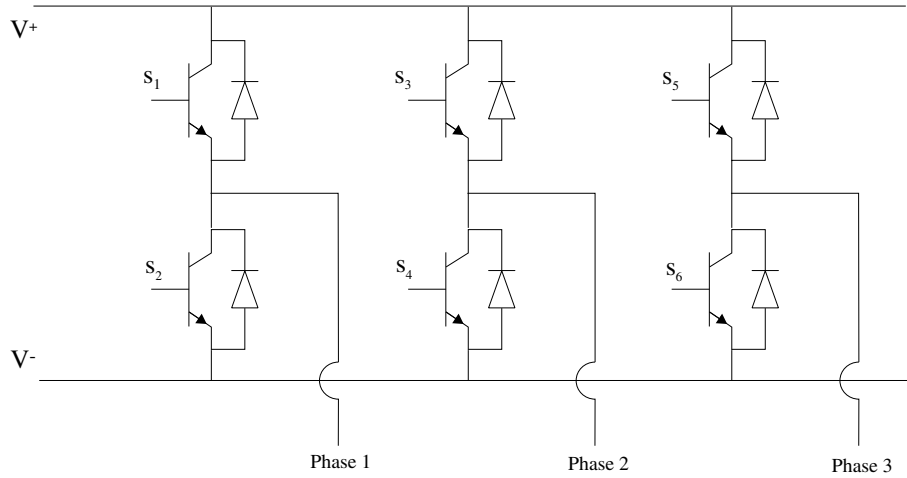 V+
S1
S3
S5
S2
S4
S6
V-
Phase 1
Phase 2
Phase 3